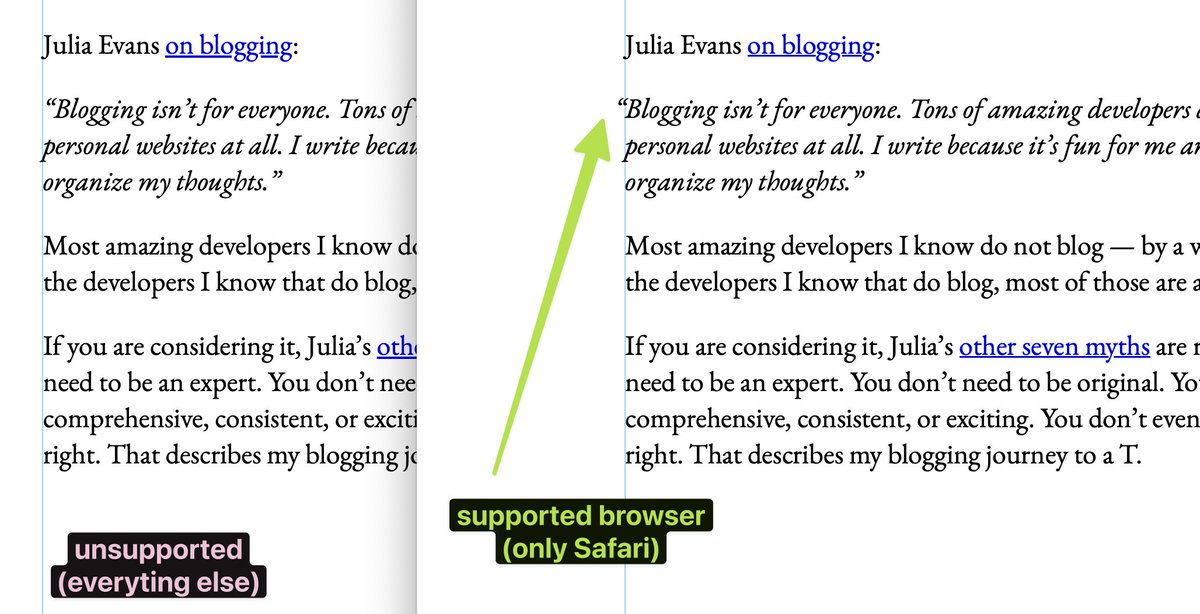 Julia Evans on blogging:
“Blogging isn’t for everyone. Tons of
personal websites at all. I write becau
organize my thoughts.”
Most amazing developers I know do
the developers I know that do blog,
If you are considering it, Julia’s othe
need to be an expert. You don’t nee
comprehensive, consistent, or exciti
right. That describes my blogging jo
unsupported
(everyting else)
Julia Evans on blogging:
“Blogging isn’t for everyone. Tons of amazing developers
personal websites at all. I write because it’s fun for me an
organize my thoughts.”
Most amazing developers I know do not blog — by a w
the developers I know that do blog, most of those are a
If you are considering it, Julia’s other seven myths are r
need to be an expert. You don’t need to be original. Yo
comprehensive, consistent, or exciting. You don’t even
right. That describes my blogging journey to a T.
supported browser
(only Safari)